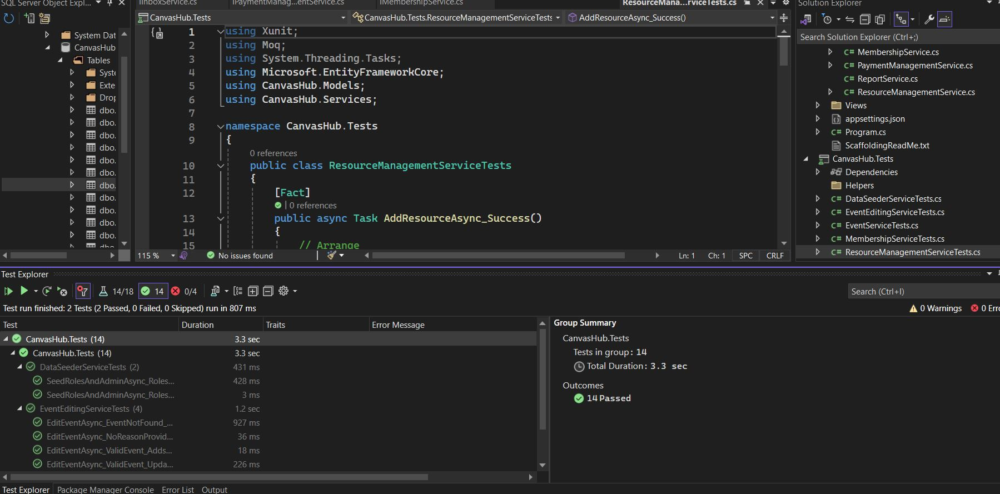 SQL Server Object Expl...
System Dat
CanvasHub
Tables
Syste
Exte
Drop
dbo.
dbo.
dbo.
dbo.
dbo.
dbo.
dbo.
dbo.
dbo.
dbo.
dbo.
dbo.
IInboxService.cs
IPaymentManag...entService.cs
IMembershipService.cs
ResourceMana...rviceTests.cs
CanvasHub.Tests
CanvasHub.Tests.ResourceManagementServiceTests
AddResourceAsync_Success()
1 using Xunit;
2 using Moq;
3 using System.Threading.Tasks;
4 using Microsoft.EntityFrameworkCore;
5 using CanvasHub.Models;
6 using CanvasHub.Services;
7
8 namespace CanvasHub.Tests
9 {
0 references
10 public class ResourceManagementServiceTests
11 {
12 [Fact]
| 0 references
13 public async Task AddResourceAsync_Success()
14 {
15 // Arrange
115 %
No issues found
Ln: 1 Ch: 1 SPC CRLF
Solution Explorer
Search Solution Explorer (Ctrl+;)
C# MembershipService.cs
C# PaymentManagementService.cs
C# ReportService.cs
C# ResourceManagementService.cs
Views
appsettings.json
C# Program.cs
ScaffoldingReadMe.txt
CanvasHub.Tests
Dependencies
Helpers
C# DataSeederServiceTests.cs
C# EventEditingServiceTests.cs
C# EventServiceTests.cs
C# MembershipServiceTests.cs
C# ResourceManagementServiceTests.cs
Test Explorer
14/18 14 0/4
Search (Ctrl+I)
Test run finished: 2 Tests (2 Passed, 0 Failed, 0 Skipped) run in 807 ms
0 Warnings 0 Erro
Test Duration Traits Error Message
CanvasHub.Tests (14) 3.3 sec
CanvasHub.Tests (14) 3.3 sec
DataSeederServiceTests (2) 431 ms
SeedRolesAndAdminAsync_Roles... 428 ms
SeedRolesAndAdminAsync_Roles... 3 ms
EventEditingServiceTests (4) 1.2 sec
EditEventAsync_EventNotFound_... 927 ms
EditEventAsync_NoReasonProvid... 36 ms
EditEventAsync_ValidEvent_Adds... 18 ms
EditEventAsync_ValidEvent_Upda... 226 ms
Group Summary
CanvasHub.Tests
Tests in group: 14
Total Duration: 3.3 sec
Outcomes
14 Passed
Test Explorer Package Manager Console Error List Output